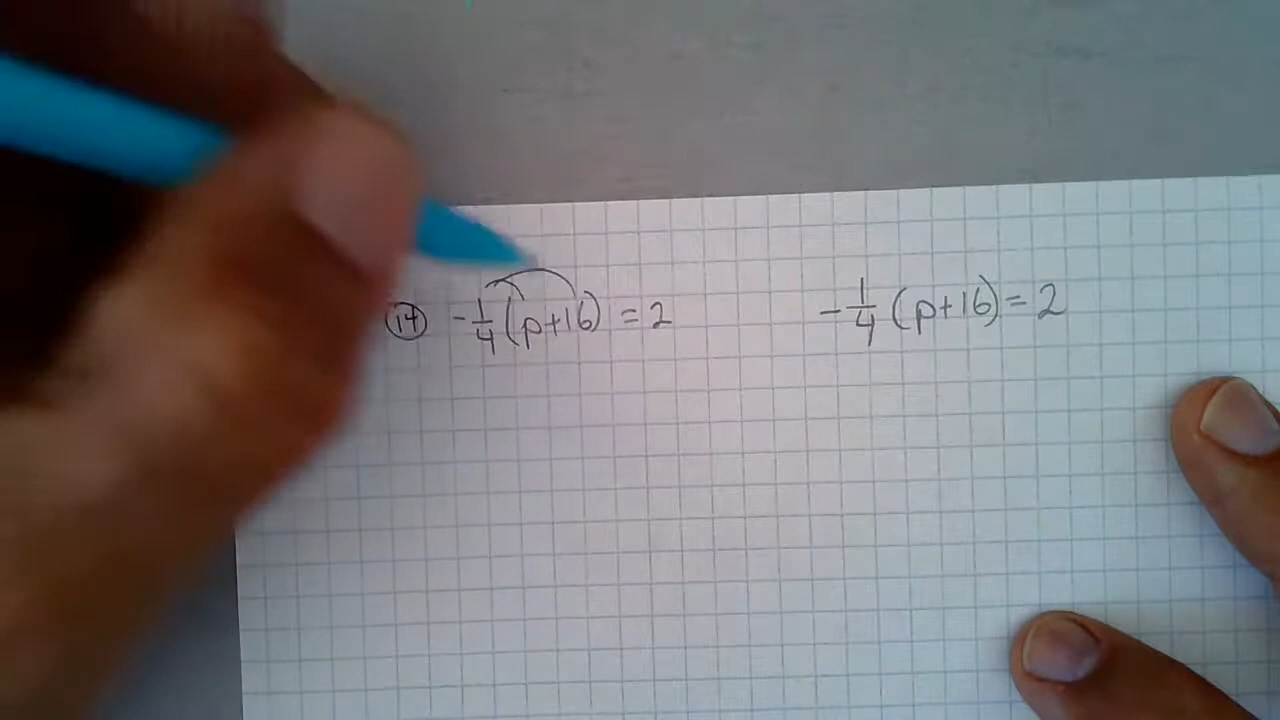 (17) -1/4 (p+16) = 2
-1/4 (p+16) = 2